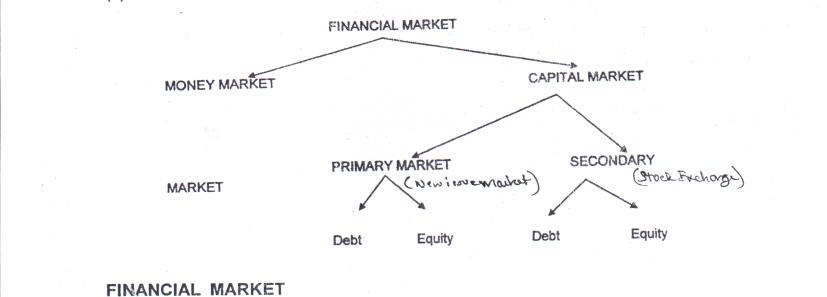 FINANCIAL MARKET
MONEY MARKET CAPITAL MARKET
PRIMARY MARKET SECONDARY
(New issue market) (Stock Exchange)
MARKET
Debt Equity Debt Equity
FINANCIAL MARKET